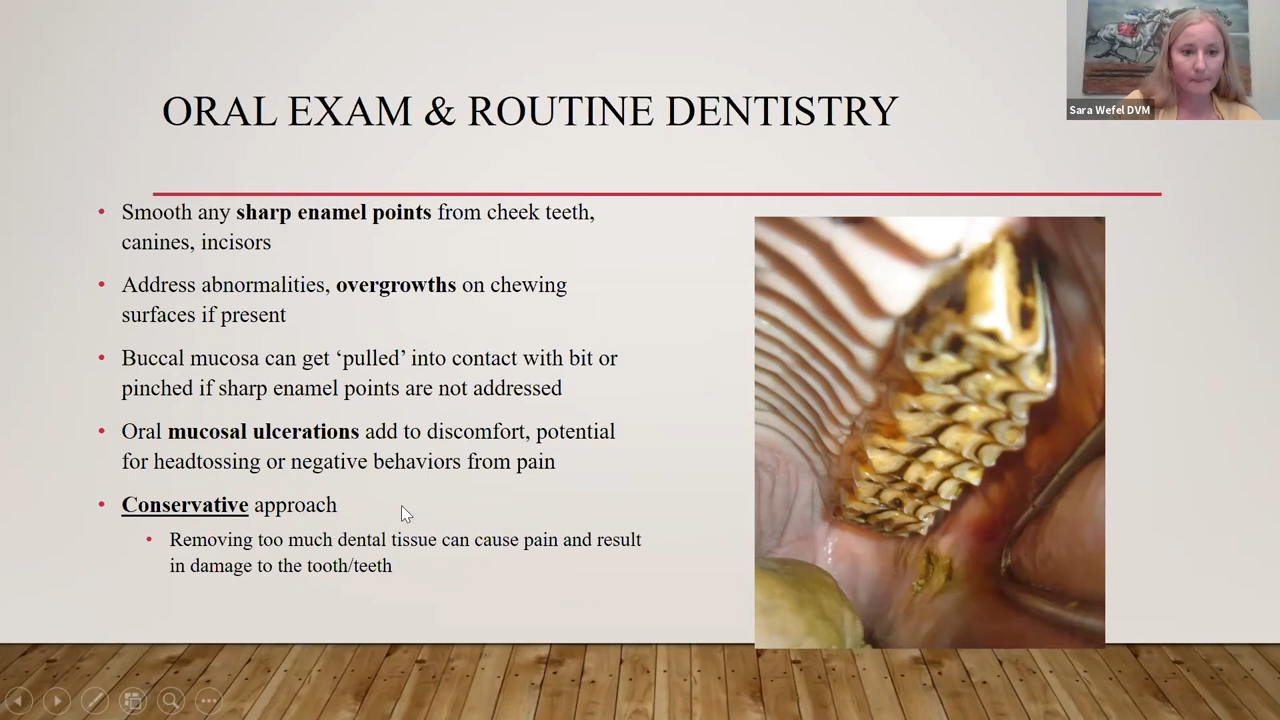 ORAL EXAM & ROUTINE DENTISTRY
Sara Wefel DVM
• Smooth any sharp enamel points from cheek teeth,
canines, incisors
• Address abnormalities, overgrowths on chewing
surfaces if present
• Buccal mucosa can get ‘pulled’ into contact with bit or
pinched if sharp enamel points are not addressed
• Oral mucosal ulcerations add to discomfort, potential
for headtossing or negative behaviors from pain
• Conservative approach
• Removing too much dental tissue can cause pain and result
in damage to the tooth/teeth